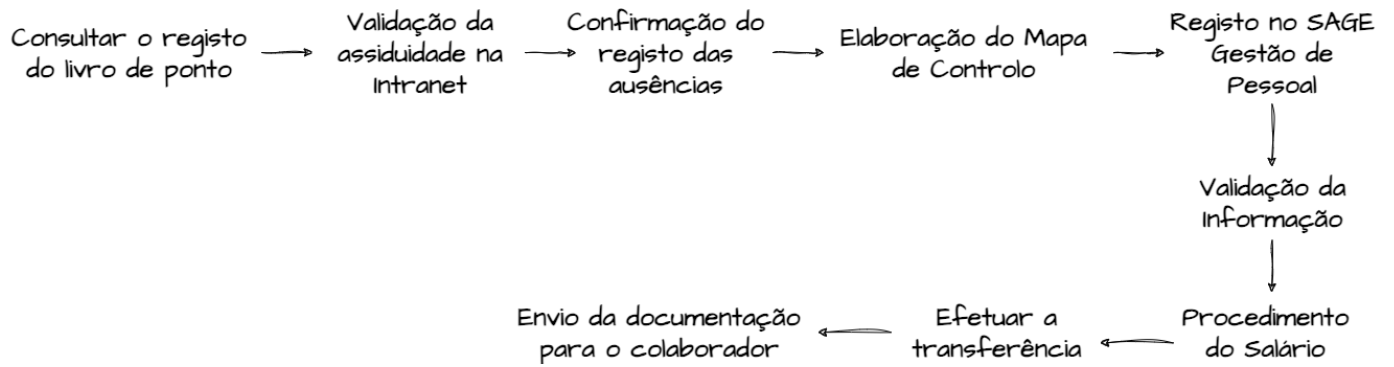 Consultar o registo
do livro de ponto
Validação da
assiduidade na
Intranet
Confirmação do
registo das
ausências
Elaboração do Mapa
de Controlo
Registo no SAGE
Gestão de
Pessoal
Validação da
Informação
Procedimento
do Salário
Efetuar a
transferência
Envio da documentação
para o colaborador